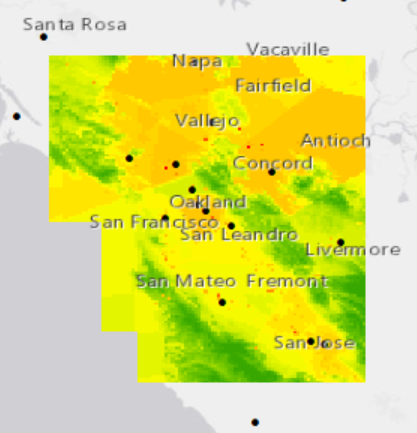 Santa Rosa
Vacaville
Napa
Fairfield
Vallejo
Antioch
Concord
Oakland
San Francisco
San Leandro
Livermore
San Mateo
Fremont
San Jose